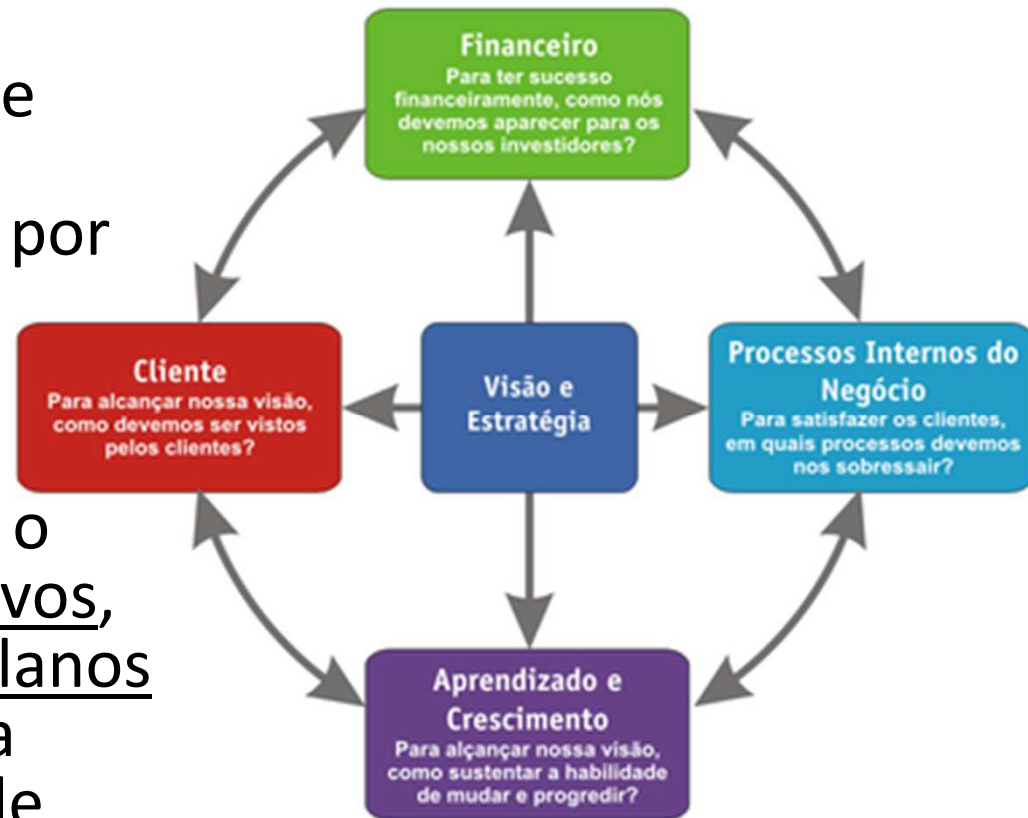 e
por
o
vos,
lanos
a
de
Financeiro
Para ter sucesso
financeiramente, como nós
devemos aparecer para os
nossos investidores?
Cliente
Para alcançar nossa visão,
como devemos ser vistos
pelos clientes?
Visão e
Estratégia
Processos Internos do
Negócio
Para satisfazer os clientes,
em quais processos devemos
nos sobressair?
Aprendizado e
Crescimento
Para alçançar nossa visão,
como sustentar a habilidade
de mudar e progredir?